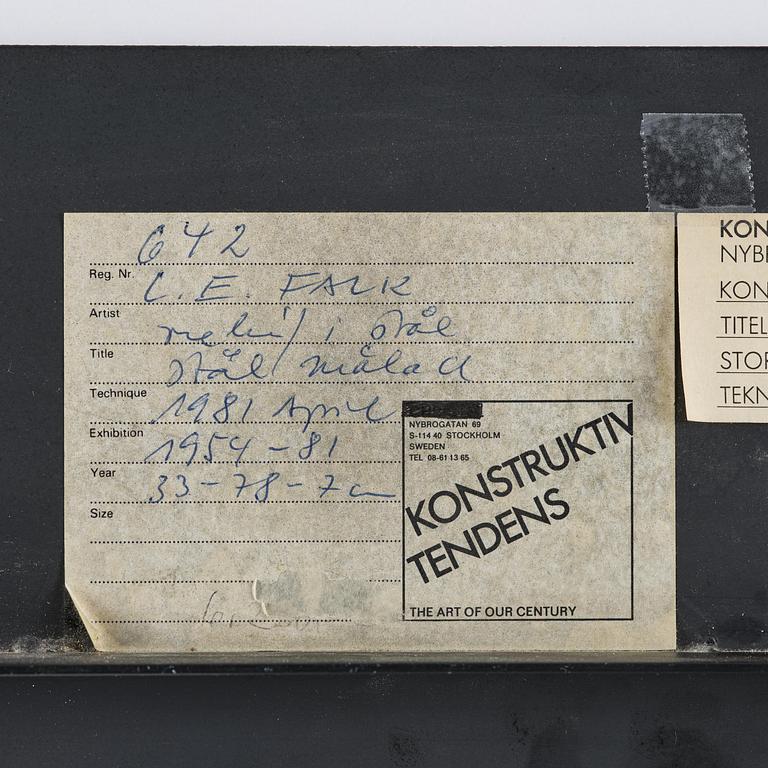 642
Reg. Nr.
L. E. FALK
Artist
relief i stål
Title
stål målad
Technique
1981 April
Exhibition
1954 - 81
Year
33 - 78 - 7 cm
Size
NYBROGATAN 69
S-114 40 STOCKHOLM
SWEDEN
TEL 08-61 13 65
KONSTRUKTIV
TENDENS
THE ART OF OUR CENTURY
KON
NYB
KON
TITEL
STOR
TEKN